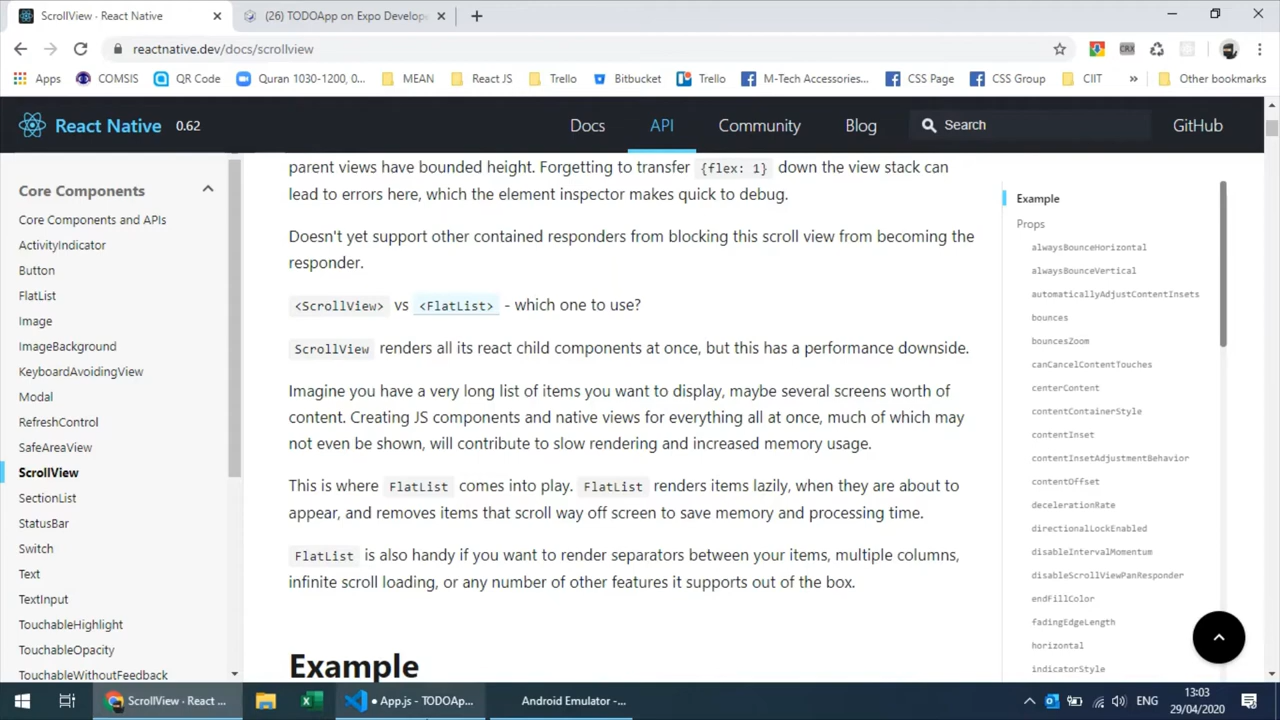 ScrollView · React Native
(26) TODOApp on Expo Develope
reactnative.dev/docs/scrollview
Apps
COMSIS
QR Code
Quran 1030-1200, 0...
MEAN
React JS
Trello
Bitbucket
Trello
M-Tech Accessories...
CSS Page
CSS Group
CIIT
»
Other bookmarks
CRX
React Native 0.62
Docs
API
Community
Blog
Search
GitHub
Core Components
Core Components and APIs
ActivityIndicator
Button
FlatList
Image
ImageBackground
KeyboardAvoidingView
Modal
RefreshControl
SafeAreaView
ScrollView
SectionList
StatusBar
Switch
Text
TextInput
TouchableHighlight
TouchableOpacity
TouchableWithoutFeedback
parent views have bounded height. Forgetting to transfer {flex: 1} down the view stack can
lead to errors here, which the element inspector makes quick to debug.
Doesn't yet support other contained responders from blocking this scroll view from becoming the
responder.
<ScrollView> vs <FlatList> - which one to use?
ScrollView renders all its react child components at once, but this has a performance downside.
Imagine you have a very long list of items you want to display, maybe several screens worth of
content. Creating JS components and native views for everything all at once, much of which may
not even be shown, will contribute to slow rendering and increased memory usage.
This is where FlatList comes into play. FlatList renders items lazily, when they are about to
appear, and removes items that scroll way off screen to save memory and processing time.
FlatList is also handy if you want to render separators between your items, multiple columns,
infinite scroll loading, or any number of other features it supports out of the box.
Example
Example
Props
alwaysBounceHorizontal
alwaysBounceVertical
automaticallyAdjustContentInsets
bounces
bouncesZoom
canCancelContentTouches
centerContent
contentContainerStyle
contentInset
contentInsetAdjustmentBehavior
contentOffset
decelerationRate
directionalLockEnabled
disableIntervalMomentum
disableScrollViewPanResponder
endFillColor
fadingEdgeLength
horizontal
indicatorStyle
ScrollView · React ...
● App.js - TODOAp...
Android Emulator -...
ENG
13:03
29/04/2020